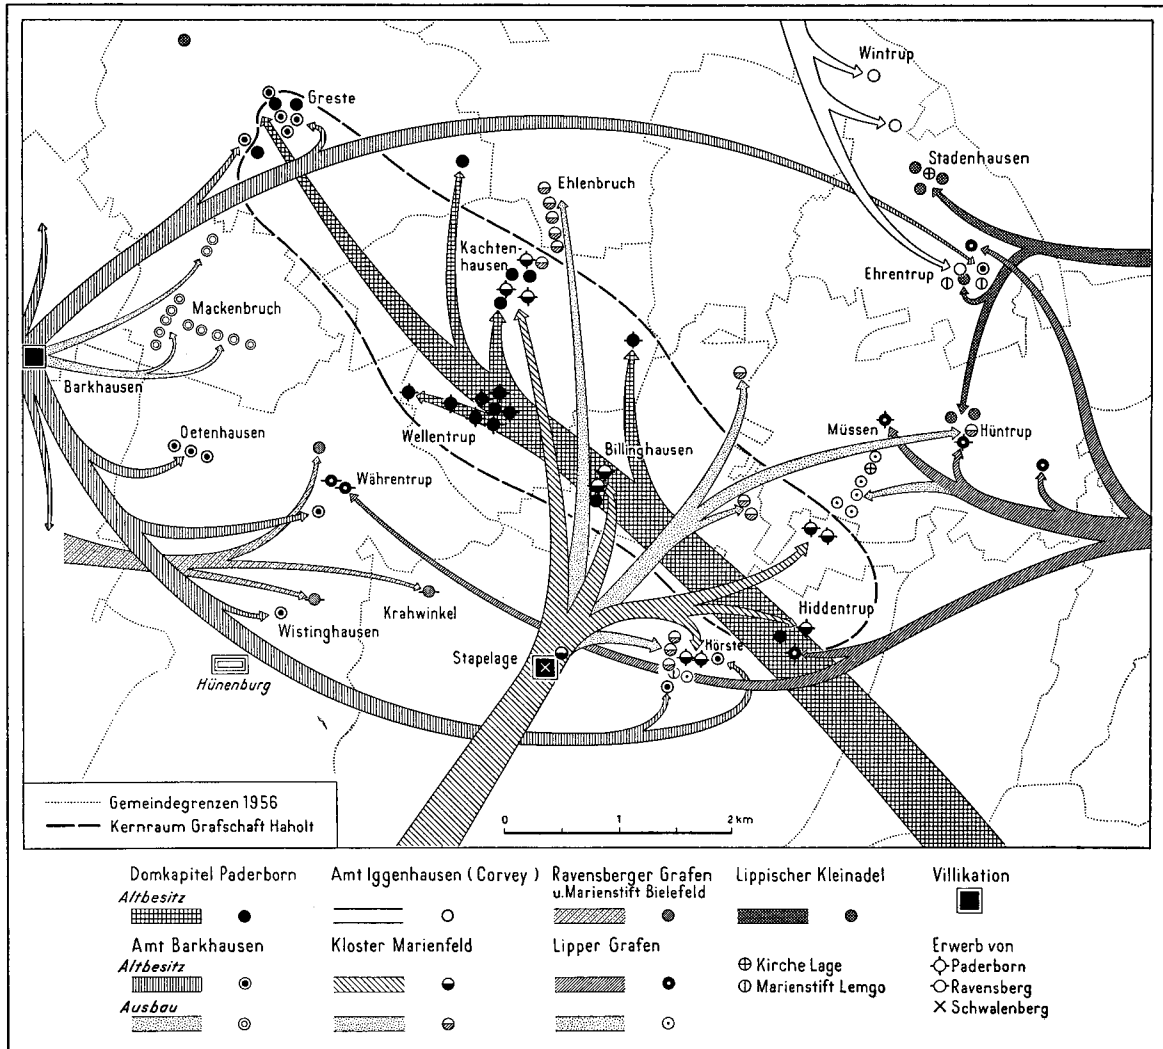 Wintrup
Greste
Stadenhausen
Ehlenbruch
Kachten-
hausen
Ehrentrup
Mackenbruch
Barkhausen
Wellentrup
Oetenhausen
Billinghausen
Müssen
Hüntrup
Währentrup
Krahwinkel
Wistinghausen
Hiddentrup
Hörste
Stapelage
Hünenburg
Gemeindegrenzen 1956
Kernraum Grafschaft Haholt
0 1 2 km
Domkapitel Paderborn
Altbesitz
Amt Barkhausen
Altbesitz
Ausbau
Amt Iggenhausen (Corvey)
Kloster Marienfeld
Ravensberger Grafen
u. Marienstift Bielefeld
Lipper Grafen
Lippischer Kleinadel
Kirche Lage
Marienstift Lemgo
Villikation
Erwerb von
Paderborn
Ravensberg
Schwalenberg